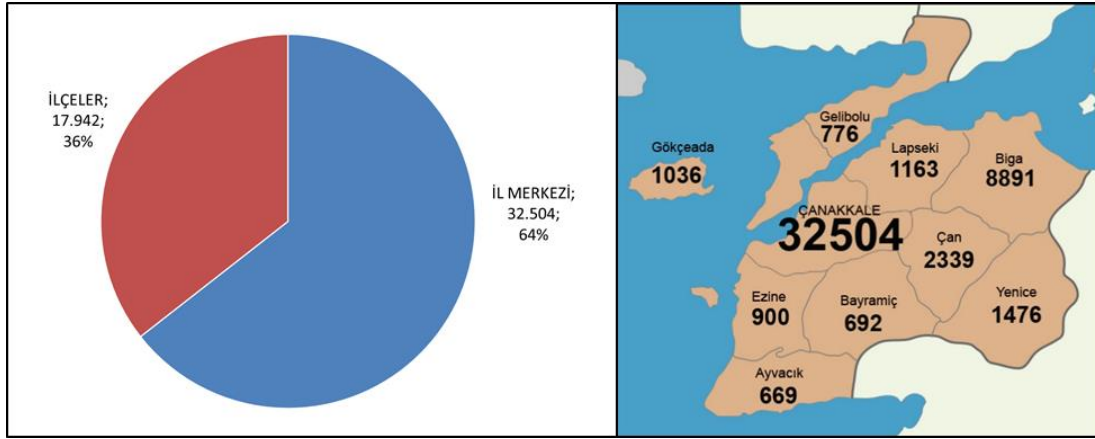 İLÇELER;
17.942;
36%
İL MERKEZİ;
32.504;
64%
Gelibolu
776
Gökçeada
1036
Lapseki
1163
Biga
8891
ÇANAKKALE
32504
Çan
2339
Ezine
900
Bayramiç
692
Yenice
1476
Ayvacık
669